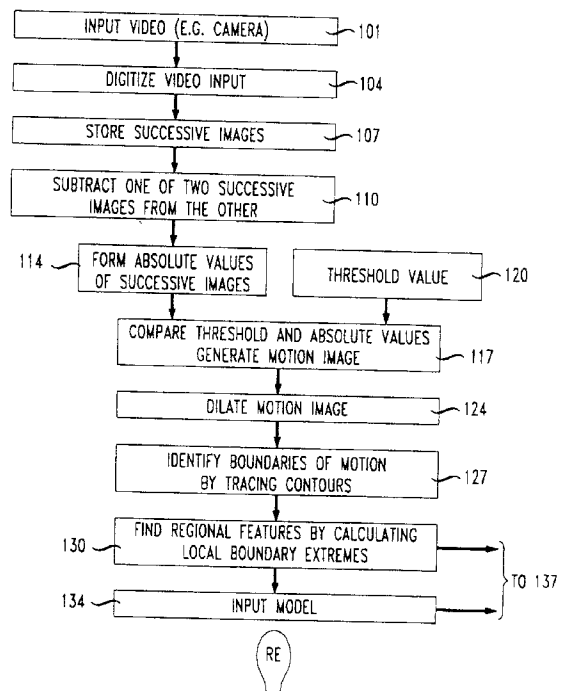 INPUT VIDEO (E.G. CAMERA)
101
DIGITIZE VIDEO INPUT
104
STORE SUCCESSIVE IMAGES
107
SUBTRACT ONE OF TWO SUCCESSIVE
IMAGES FROM THE OTHER
110
114
FORM ABSOLUTE VALUES
OF SUCCESSIVE IMAGES
THRESHOLD VALUE
120
COMPARE THRESHOLD AND ABSOLUTE VALUES
GENERATE MOTION IMAGE
117
DILATE MOTION IMAGE
124
IDENTIFY BOUNDARIES OF MOTION
BY TRACING CONTOURS
127
130
FIND REGIONAL FEATURES BY CALCULATING
LOCAL BOUNDARY EXTREMES
TO 137
134
INPUT MODEL
RE